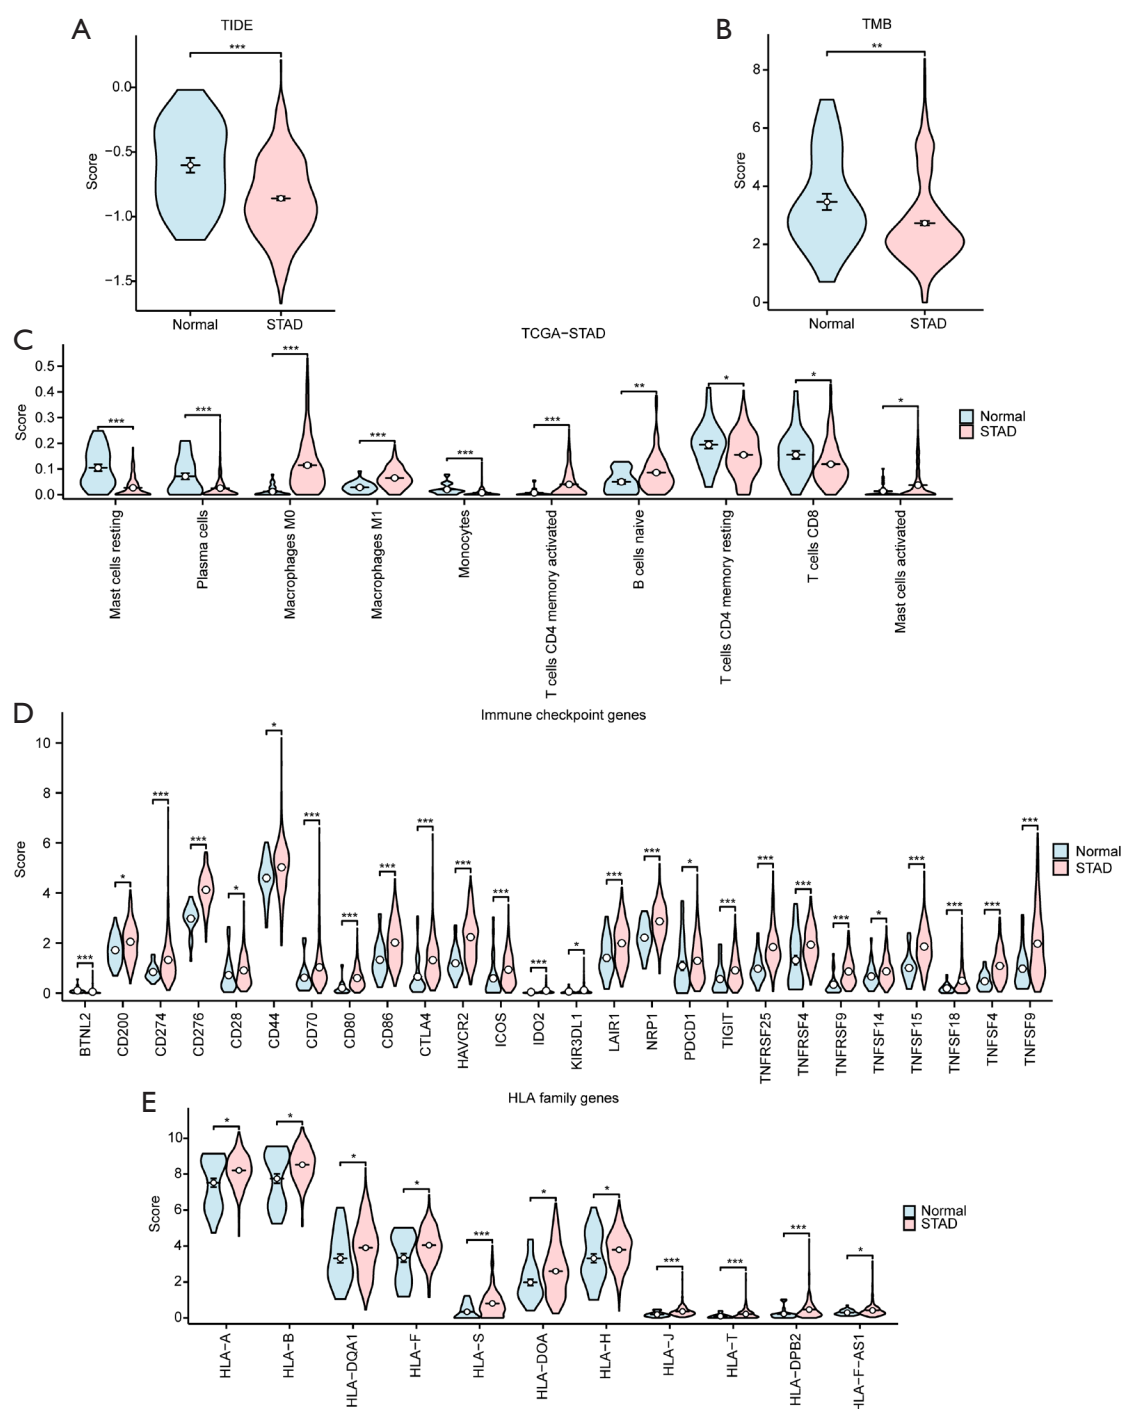 A
TIDE
***
0.0
−0.5
−1.0
−1.5
Score
Normal
STAD
B
TMB
**
8
6
4
2
0
Score
Normal
STAD
C
TCGA−STAD
0.5
0.4
0.3
0.2
0.1
0.0
Score
***
***
***
***
***
***
**
*
*
*
Normal
STAD
Mast cells resting
Plasma cells
Macrophages M0
Macrophages M1
Monocytes
T cells CD4 memory activated
B cells naive
T cells CD4 memory resting
T cells CD8
Mast cells activated
D
Immune checkpoint genes
10
8
6
4
2
0
Score
***
*
***
***
*
*
***
***
***
***
***
***
***
*
***
***
*
***
***
***
***
*
***
***
***
***
Normal
STAD
BTNL2
CD200
CD274
CD276
CD28
CD44
CD70
CD80
CD86
CTLA4
HAVCR2
ICOS
IDO2
KIR3DL1
LAIR1
NRP1
PDCD1
TIGIT
TNFRSF25
TNFRSF4
TNFRSF9
TNFSF14
TNFSF15
TNFSF18
TNFSF4
TNFSF9
E
HLA family genes
10
8
6
4
2
0
Score
*
*
*
*
***
*
*
***
***
***
*
Normal
STAD
HLA−A
HLA−B
HLA−DQA1
HLA−F
HLA−S
HLA−DOA
HLA−H
HLA−J
HLA−T
HLA−DPB2
HLA−F−AS1